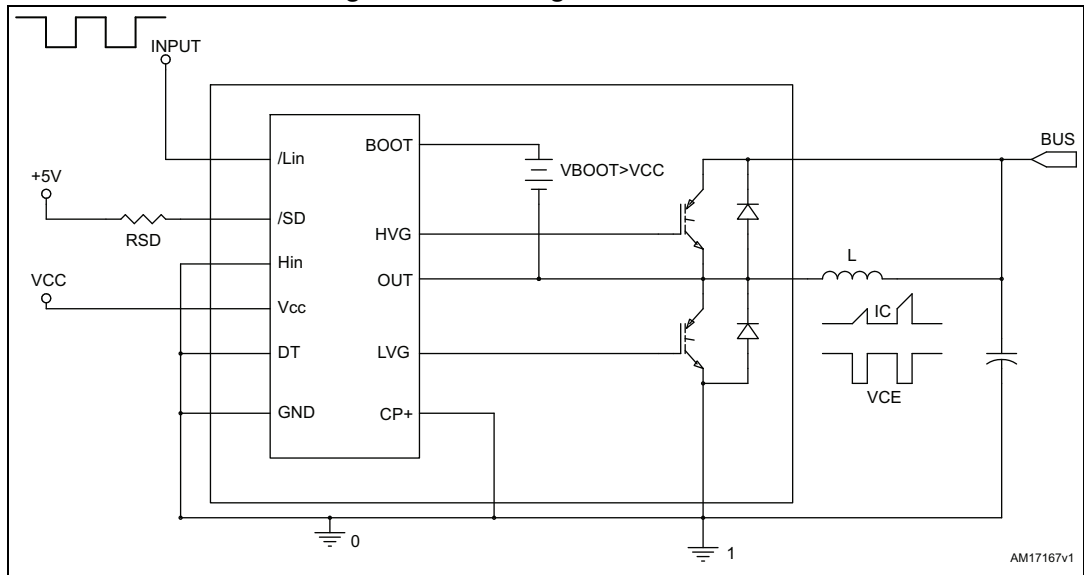 INPUT
BUS
+5V
VCC
RSD
/Lin
/SD
Hin
Vcc
DT
GND
BOOT
HVG
OUT
LVG
CP+
VBOOT>VCC
L
IC
VCE
0
1
AM17167v1